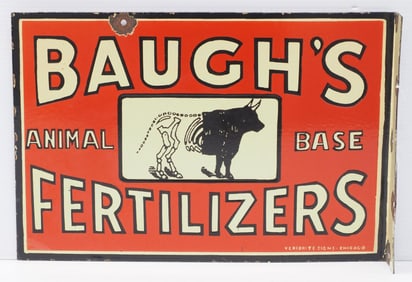 BAUGH'S
ANIMAL BASE
FERTILIZERS
VERIBRITE SIGNS - CHICAGO